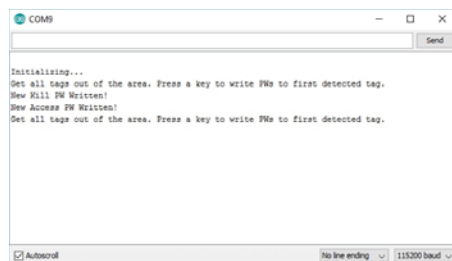 COM9
Send
Initializing...
Get all tags out of the area. Press a key to write PWs to first detected tag.
New Kill PW Written!
New Access PW Written!
Get all tags out of the area. Press a key to write PWs to first detected tag.
Autoscroll
No line ending
115200 baud